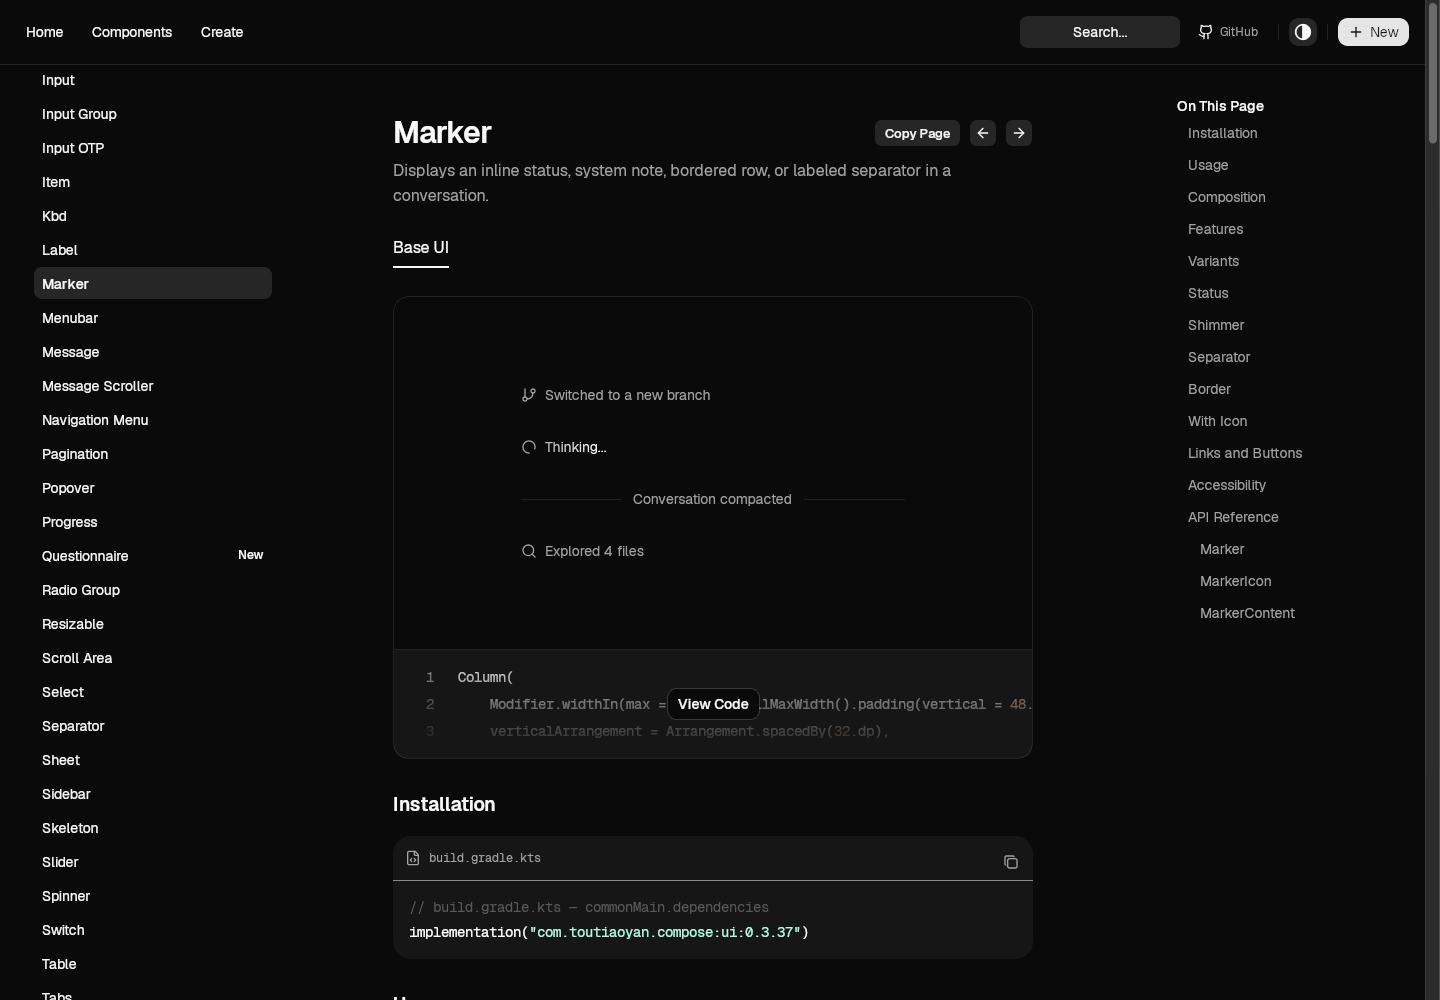 Home
Components
Create
Search...
GitHub
New
Input
Input Group
Input OTP
Item
Kbd
Label
Marker
Menubar
Message
Message Scroller
Navigation Menu
Pagination
Popover
Progress
Questionnaire New
Radio Group
Resizable
Scroll Area
Select
Separator
Sheet
Sidebar
Skeleton
Slider
Spinner
Switch
Table
Tabs
Marker
Copy Page
Displays an inline status, system note, bordered row, or labeled separator in a
conversation.
Base UI
Switched to a new branch
Thinking...
Conversation compacted
Explored 4 files
1 Column(
2 Modifier.widthIn(max = lMaxWidth().padding(vertical = 48.
View Code
3 verticalArrangement = Arrangement.spacedBy(32.dp),
Installation
build.gradle.kts
// build.gradle.kts — commonMain.dependencies
implementation("com.toutiaoyan.compose:ui:0.3.37")
On This Page
Installation
Usage
Composition
Features
Variants
Status
Shimmer
Separator
Border
With Icon
Links and Buttons
Accessibility
API Reference
Marker
MarkerIcon
MarkerContent